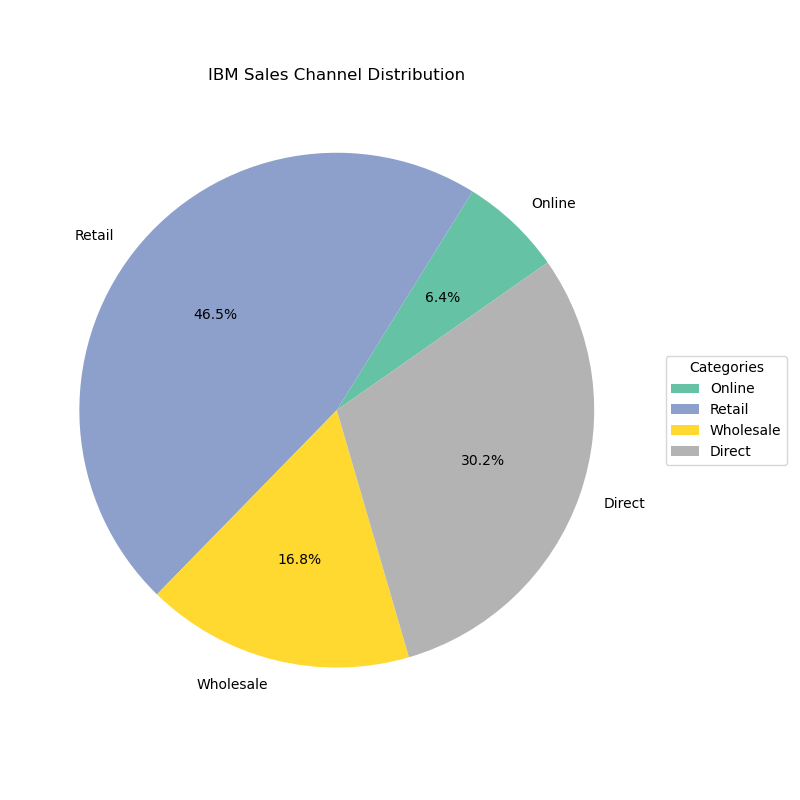 IBM Sales Channel Distribution
Online
Retail
6.4%
46.5%
Categories
Online
Retail
Wholesale
Direct
30.2%
Direct
16.8%
Wholesale